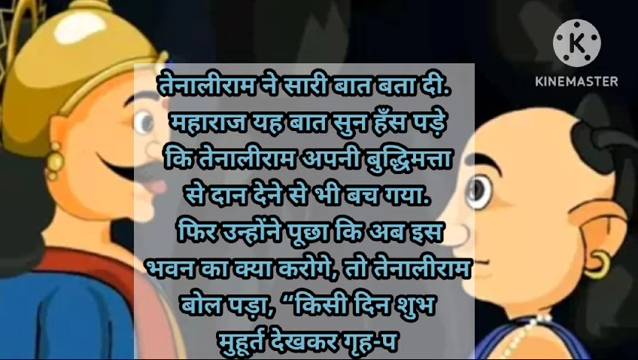 KINEMASTER
तेनालीराम ने सारी बात बता दी.
महाराज यह बात सुन हँस पड़े
कि तेनालीराम अपनी बुद्धिमत्ता
से दान देने से भी बच गया.
फिर उन्होंने पूछा कि अब इस
भवन का क्या करोगे, तो तेनालीराम
बोल पड़ा, “किसी दिन शुभ
मुहूर्त देखकर गृह-प